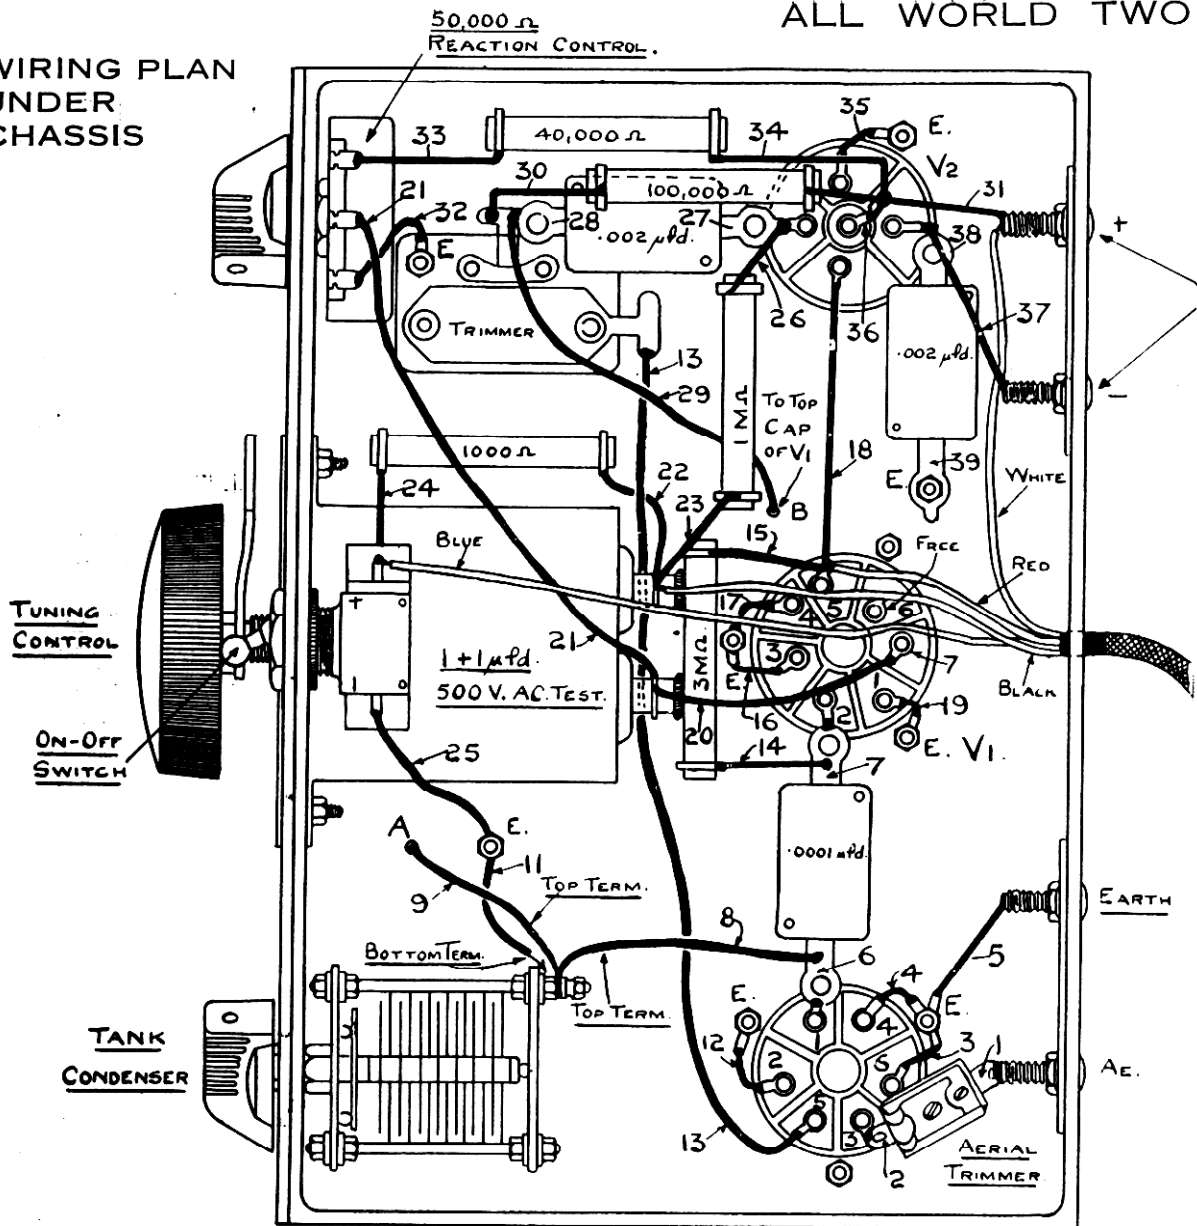 ALL WORLD TWO
WIRING PLAN
UNDER
CHASSIS
50,000 Ω
REACTION CONTROL.
33
40,000 Ω
34
35
E.
V2
30
100,000 Ω
31
21
32
28
.002 µfd.
27
38
+
E
TRIMMER
26
36
37
.002 µfd.
13
29
1 MΩ
TO TOP
CAP
OF V1
−
18
1000 Ω
22
39
24
23
B
E.
WHITE
BLUE
15
FREE
RED
TUNING
CONTROL
+
17
4
5
6
1+1 µfd.
500 V. AC. TEST.
21
3 MΩ
E
3
7
1
BLACK
−
16
2
19
20
ON-OFF
SWITCH
25
14
7
E. V1.
A
E.
.0001 µfd.
11
9
TOP TERM.
EARTH
8
BOTTOM TERM.
6
4
5
TOP TERM.
E.
E.
TANK
CONDENSER
12
1
4
3
1
2
5
AE.
13
5
3
2
AERIAL
TRIMMER